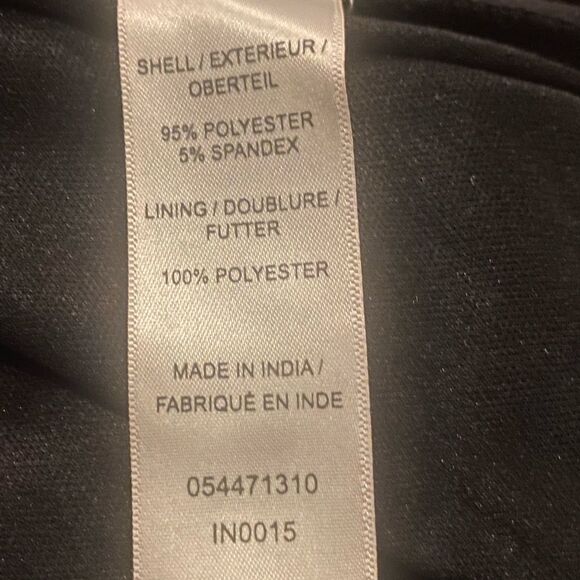 SHELL / EXTERIEUR /
OBERTEIL
95% POLYESTER
5% SPANDEX
LINING / DOUBLURE /
FUTTER
100% POLYESTER
MADE IN INDIA /
FABRIQUÉ EN INDE
054471310
IN0015